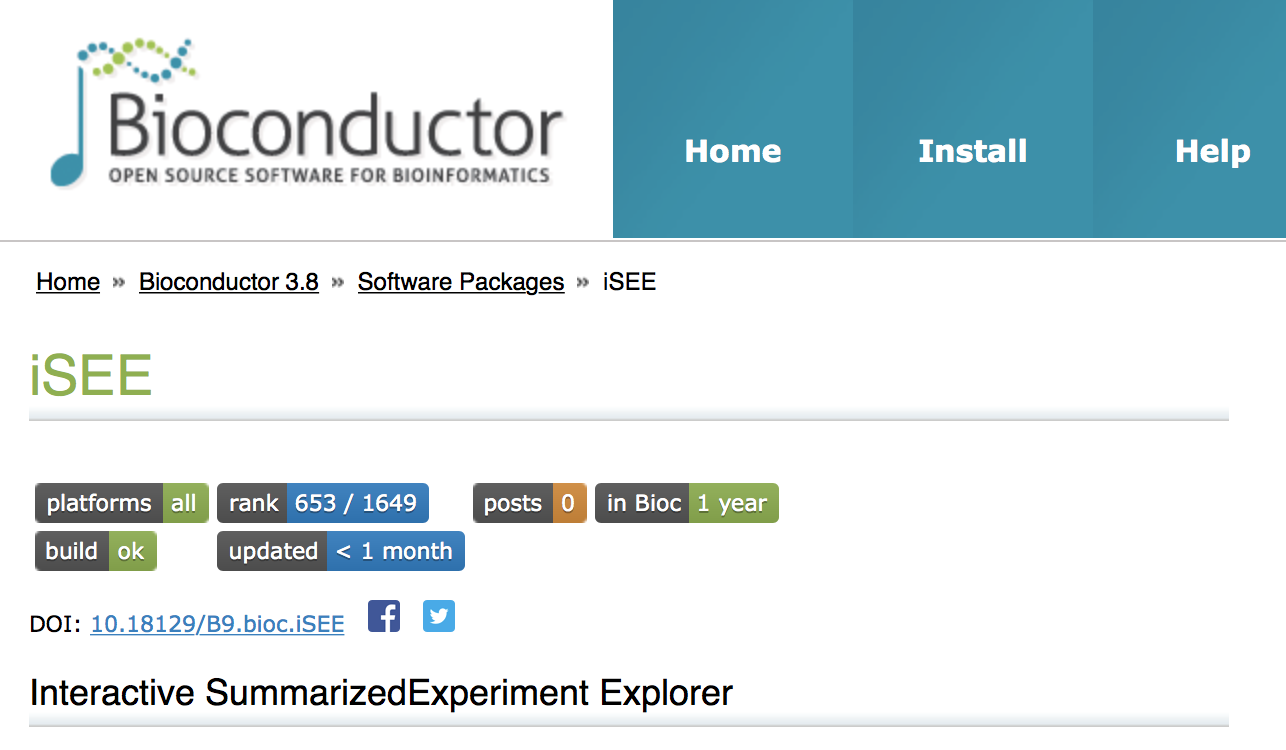 Bioconductor
OPEN SOURCE SOFTWARE FOR BIOINFORMATICS
Home Install Help
Home » Bioconductor 3.8 » Software Packages » iSEE
iSEE
platforms all rank 653 / 1649 posts 0 in Bioc 1 year
build ok updated < 1 month
DOI: 10.18129/B9.bioc.iSEE
Interactive SummarizedExperiment Explorer